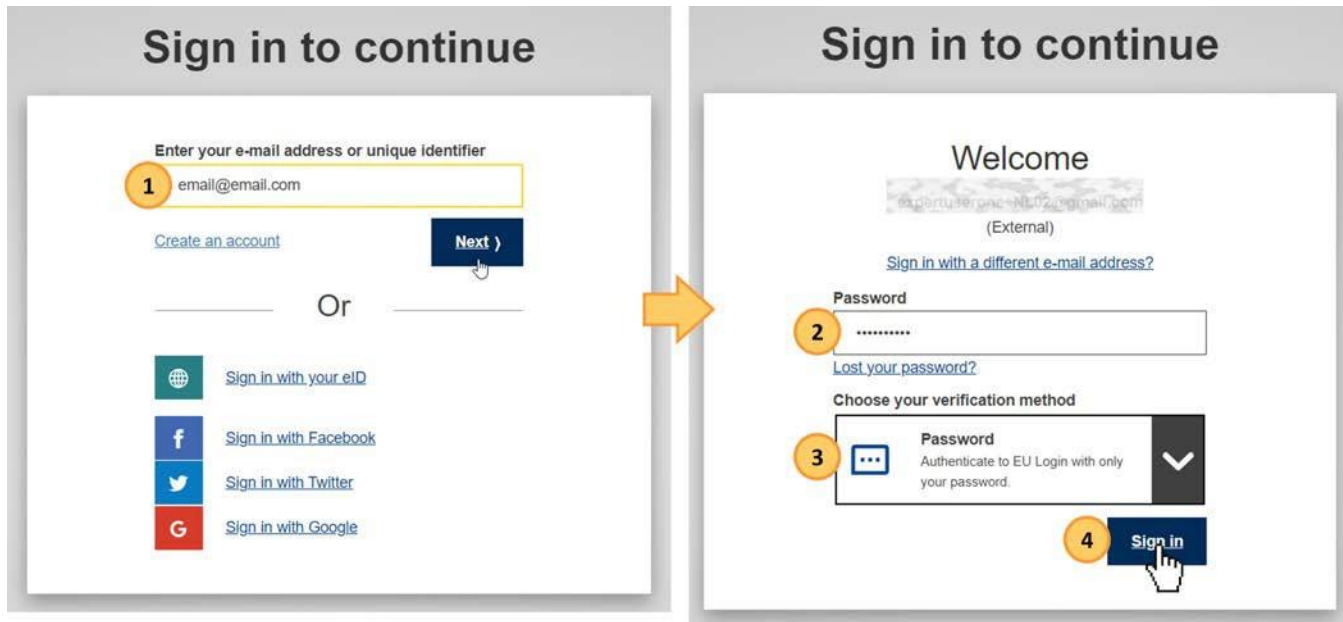 Sign in to continue
Enter your e-mail address or unique identifier
1
email@email.com
Create an account
Next ⟩
Or
Sign in with your eID
f
Sign in with Facebook
Sign in with Twitter
G
Sign in with Google
Sign in to continue
Welcome
(External)
Sign in with a different e-mail address?
Password
2
••••••••••
Lost your password?
Choose your verification method
3
Password
Authenticate to EU Login with only
your password.
4
Sign in